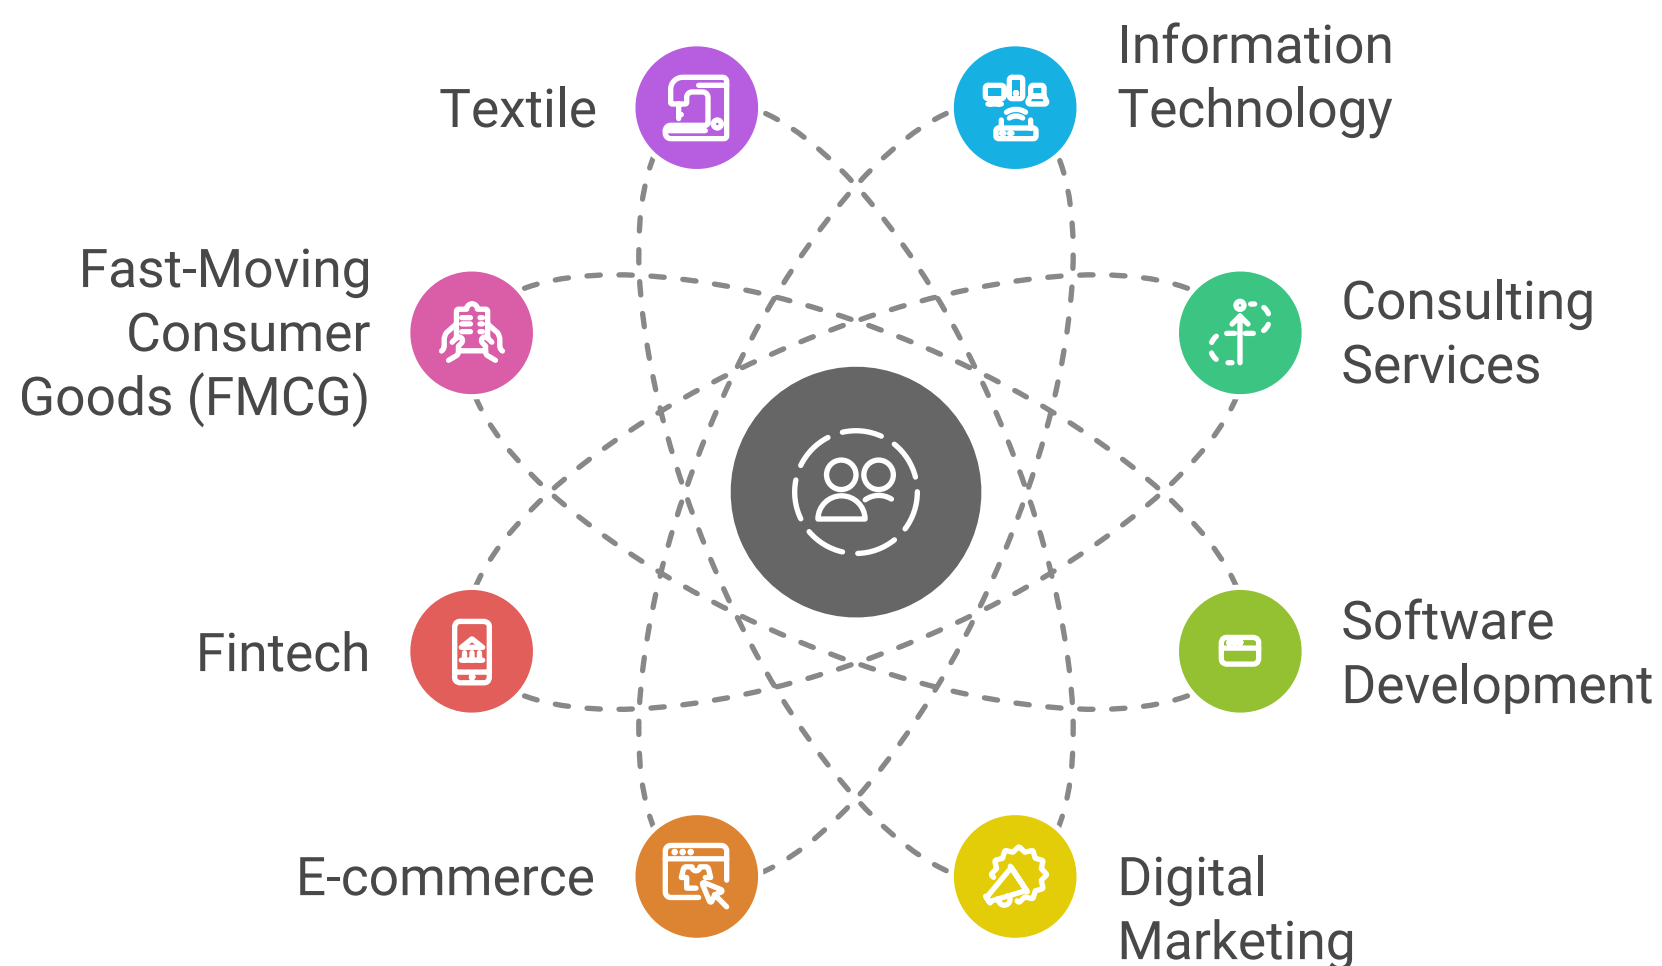 Textile
Information
Technology
Fast-Moving
Consumer
Goods (FMCG)
Consulting
Services
Fintech
Software
Development
E-commerce
Digital
Marketing